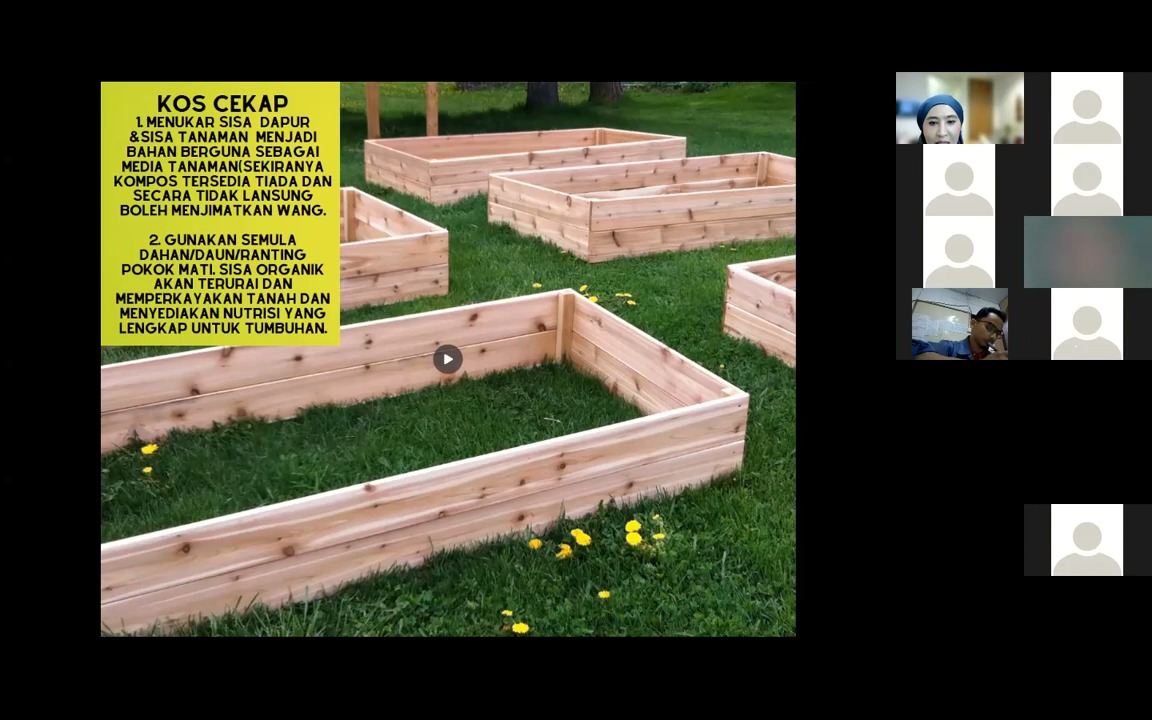 KOS CEKAP
1. MENUKAR SISA DAPUR
&SISA TANAMAN MENJADI
BAHAN BERGUNA SEBAGAI
MEDIA TANAMAN(SEKIRANYA
KOMPOS TERSEDIA TIADA DAN
SECARA TIDAK LANSUNG
BOLEH MENJIMATKAN WANG.
2. GUNAKAN SEMULA
DAHAN/DAUN/RANTING
POKOK MATI. SISA ORGANIK
AKAN TERURAI DAN
MEMPERKAYAKAN TANAH DAN
MENYEDIAKAN NUTRISI YANG
LENGKAP UNTUK TUMBUHAN.